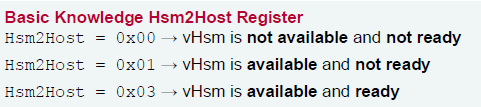 Basic Knowledge Hsm2Host Register
Hsm2Host = 0x00 → vHsm is not available and not ready
Hsm2Host = 0x01 → vHsm is available and not ready
Hsm2Host = 0x03 → vHsm is available and ready